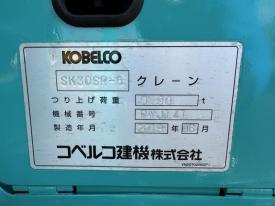 KOBELCO
SK30SR-6 クレーン
つり上げ荷重 t
機械番号
製造年月 年 月
コベルコ建機株式会社